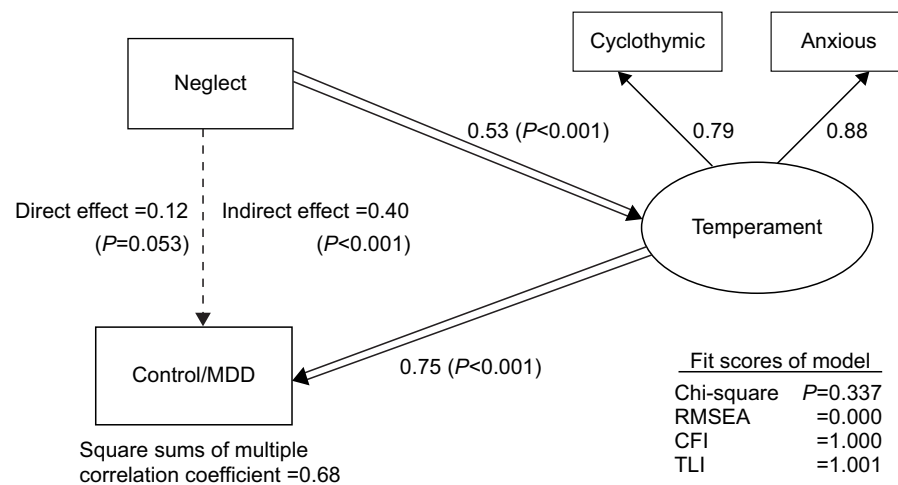 Cyclothymic
Anxious
Neglect
0.53 (P<0.001)
0.79
0.88
Direct effect =0.12
(P=0.053)
Indirect effect =0.40
(P<0.001)
Temperament
Control/MDD
0.75 (P<0.001)
Square sums of multiple
correlation coefficient =0.68
Fit scores of model
Chi-square P=0.337
RMSEA =0.000
CFI =1.000
TLI =1.001